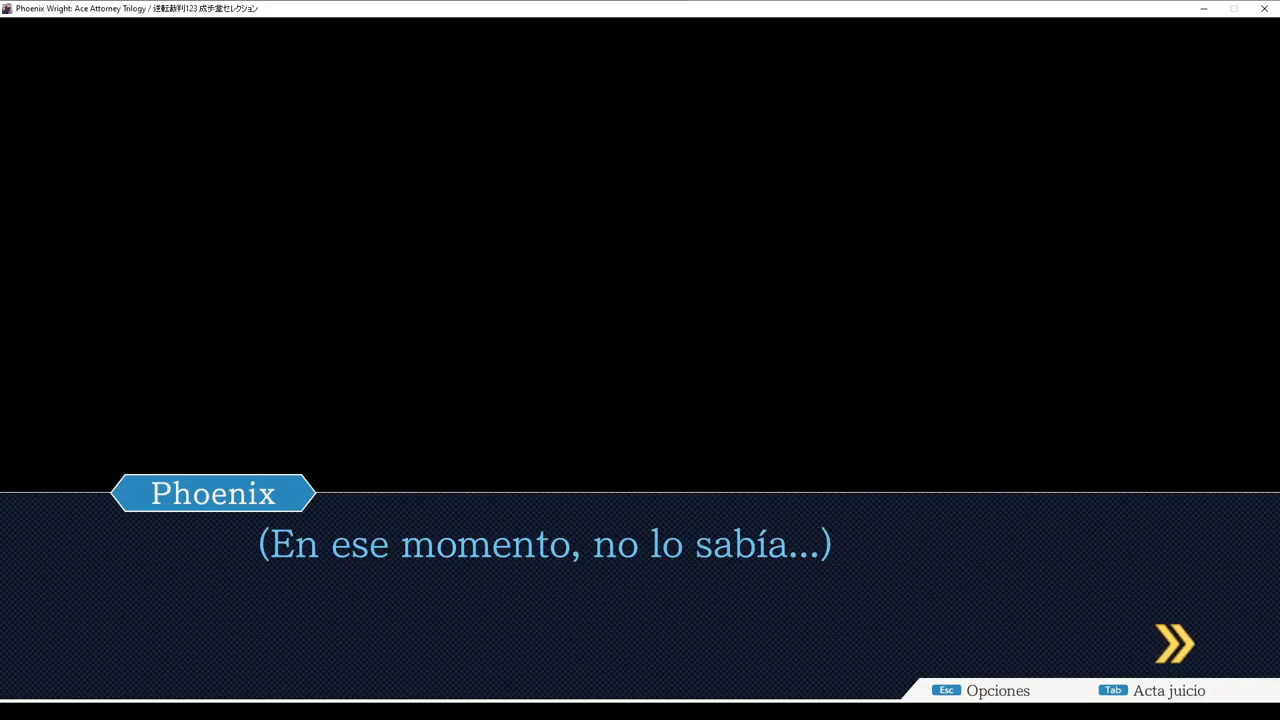 Phoenix Wright: Ace Attorney Trilogy / 逆転裁判123 成歩堂セレクション
Phoenix
(En ese momento, no lo sabía...)
Esc Opciones
Tab Acta juicio